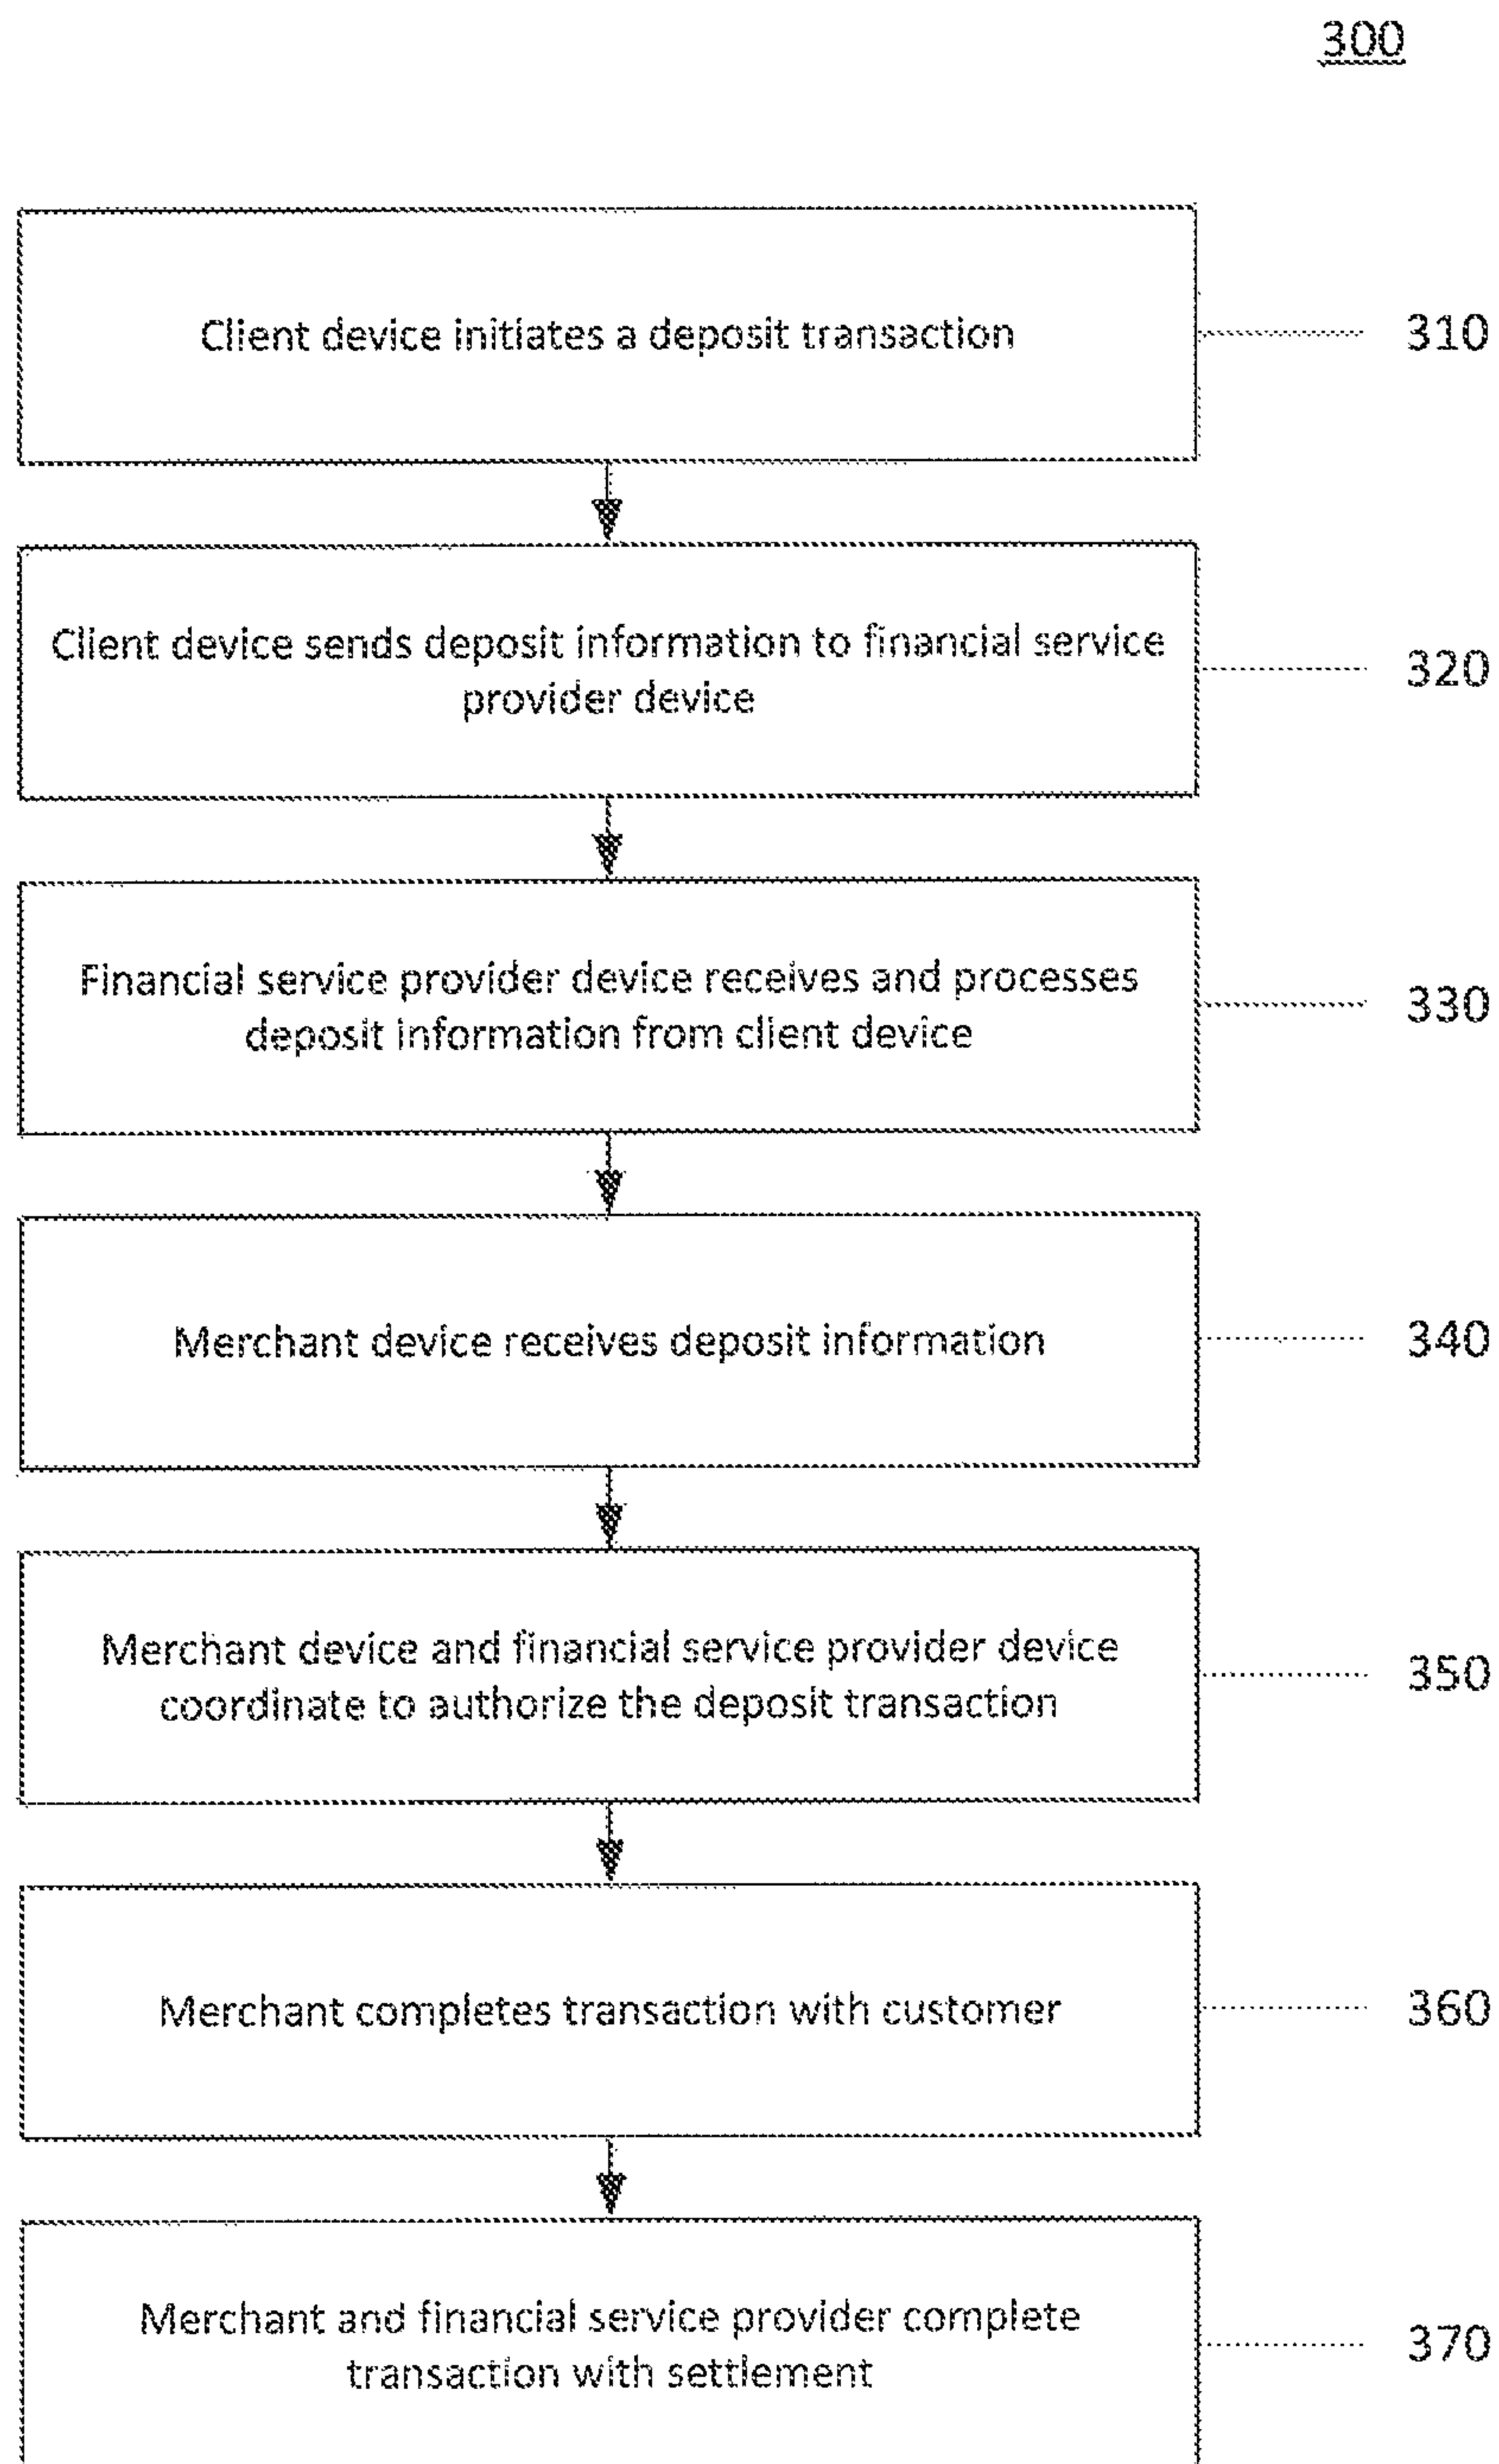 300
Client device initiates a deposit transaction
310
Client device sends deposit information to financial service
provider device
320
Financial service provider device receives and processes
deposit information from client device
330
Merchant device receives deposit information
340
Merchant device and financial service provider device
coordinate to authorize the deposit transaction
350
Merchant completes transaction with customer
360
Merchant and financial service provider complete
transaction with settlement
370